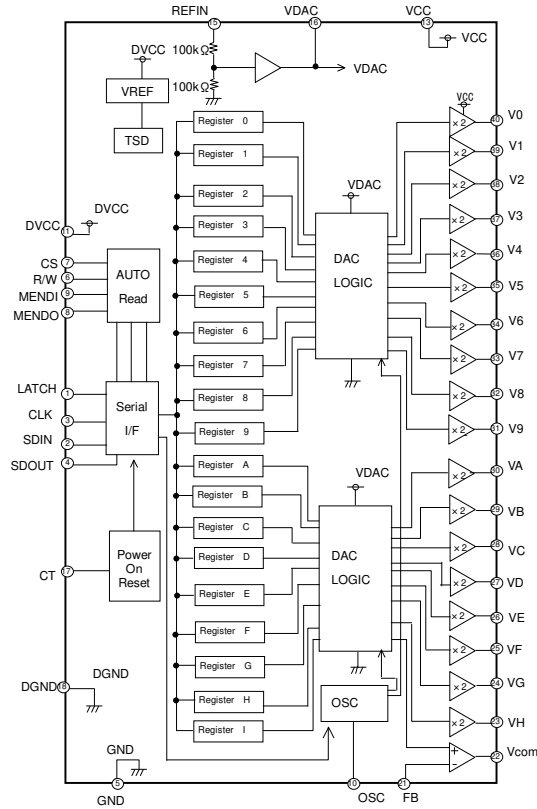 REFIN
VDAC
VCC
15
16
13
100kΩ
VCC
DVCC
VDAC
100kΩ
VREF
TSD
VCC
Register 0
×2
40
V0
Register 1
×2
39
V1
Register 2
×2
38
V2
VDAC
Register 3
×2
37
V3
DVCC
11
DVCC
DAC
LOGIC
Register 4
×2
36
V4
CS
7
R/W
6
MENDI
9
MENDO
8
AUTO
Read
Register 5
×2
35
V5
Register 6
×2
34
V6
Register 7
×2
33
V7
LATCH
1
CLK
3
SDIN
2
SDOUT
4
Serial
I/F
Register 8
×2
32
V8
Register 9
×2
31
V9
Register A
×2
30
VA
VDAC
Register B
×2
29
VB
Register C
×2
28
VC
Power
On
Reset
DAC
LOGIC
Register D
×2
27
VD
CT
17
Register E
×2
26
VE
Register F
×2
25
VF
Register G
×2
24
VG
DGND
DGND
18
Register H
×2
23
VH
OSC
Register I
+
-
22
Vcom
GND
5
GND
10
OSC
21
FB